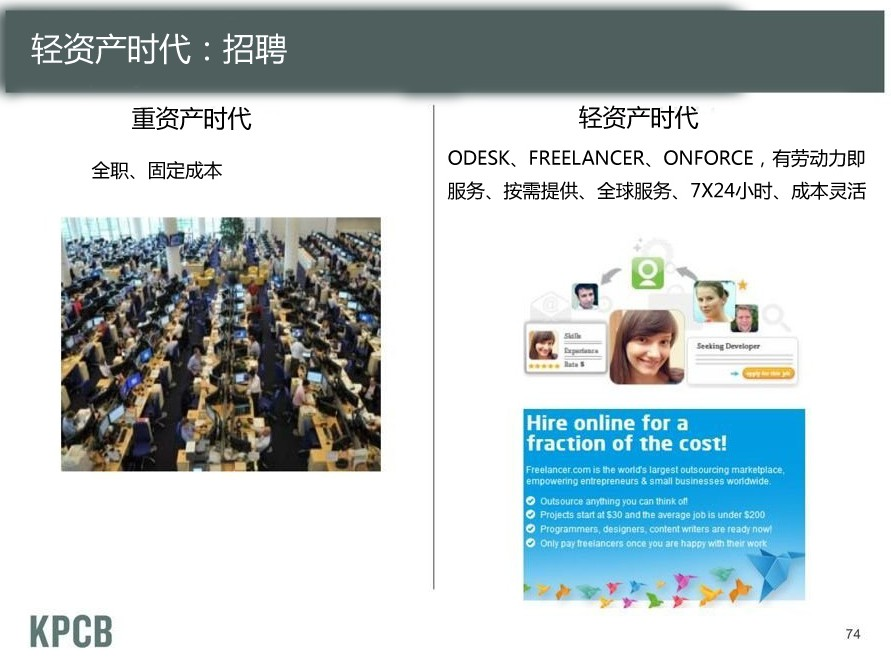 轻资产时代：招聘
重资产时代
全职、固定成本
轻资产时代
ODESK、FREELANCER、ONFORCE，有劳动力即
服务、按需提供、全球服务、7X24小时、成本灵活
Skills
Experience
Rate $
Seeking Developer
apply for this job
Hire online for a
fraction of the cost!
Freelancer.com is the world's largest outsourcing marketplace,
empowering entrepreneurs & small businesses worldwide.
Outsource anything you can think of!
Projects start at $30 and the average job is under $200
Programmers, designers, content writers are ready now!
Only pay freelancers once you are happy with their work
KPCB
74